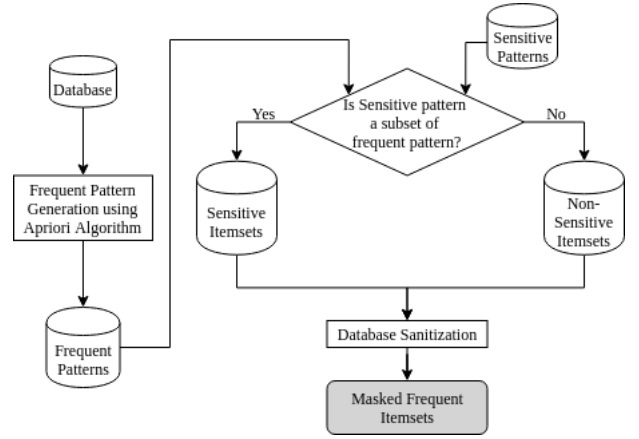 Database
Frequent Pattern
Generation using
Apriori Algorithm
Frequent
Patterns
Sensitive
Patterns
Is Sensitive pattern
a subset of
frequent pattern?
Yes
No
Sensitive
Itemsets
Non-
Sensitive
Itemsets
Database Sanitization
Masked Frequent
Itemsets